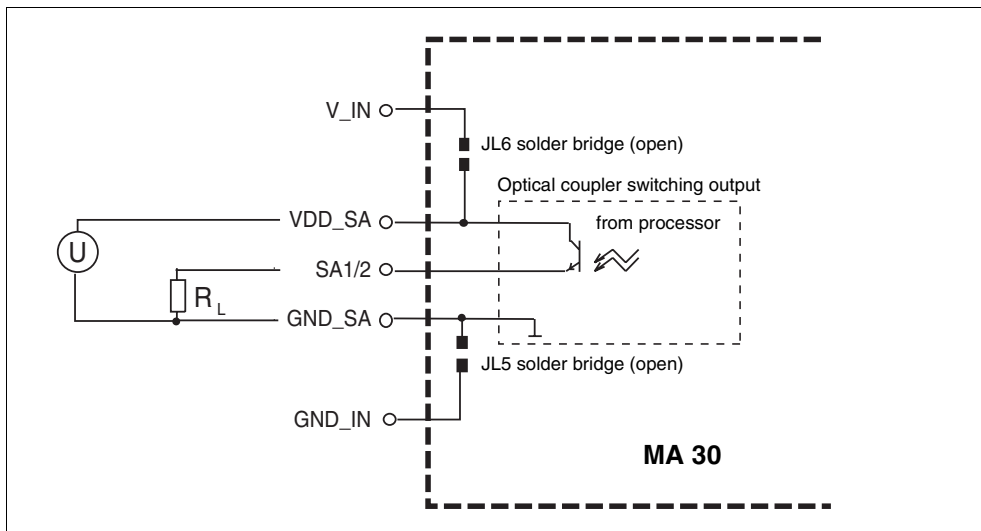 V_IN
JL6 solder bridge (open)
Optical coupler switching output
VDD_SA
from processor
U
SA1/2
R L
GND_SA
JL5 solder bridge (open)
GND_IN
MA 30